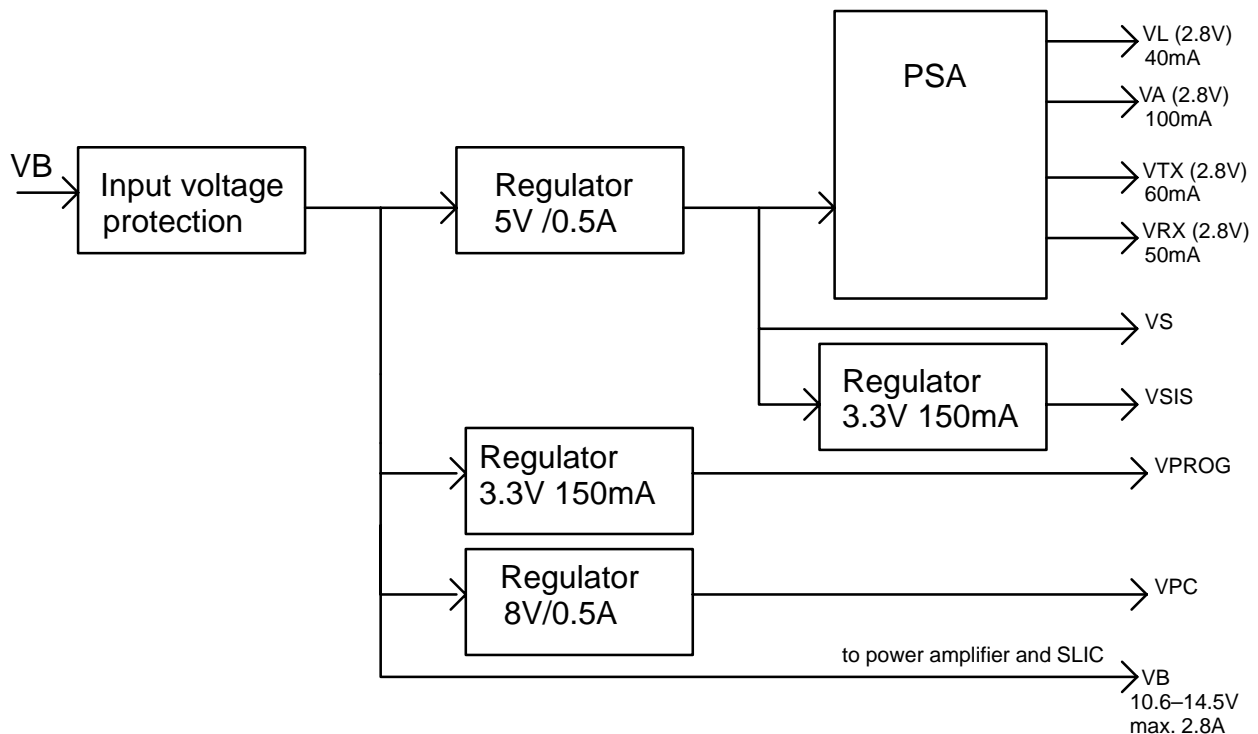 VB
Input voltage
protection
Regulator
5V /0.5A
PSA
VL (2.8V)
40mA
VA (2.8V)
100mA
VTX (2.8V)
60mA
VRX (2.8V)
50mA
VS
Regulator
3.3V 150mA
VSIS
Regulator
3.3V 150mA
VPROG
Regulator
8V/0.5A
VPC
to power amplifier and SLIC
VB
10.6–14.5V
max. 2.8A